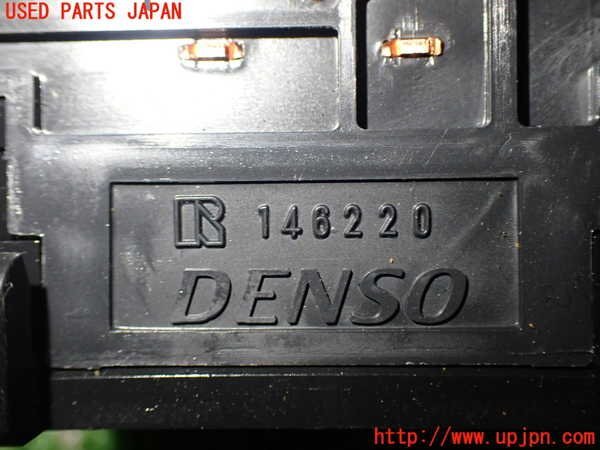 USED PARTS JAPAN
R 146220
DENSO
http://www.upjpn.com/